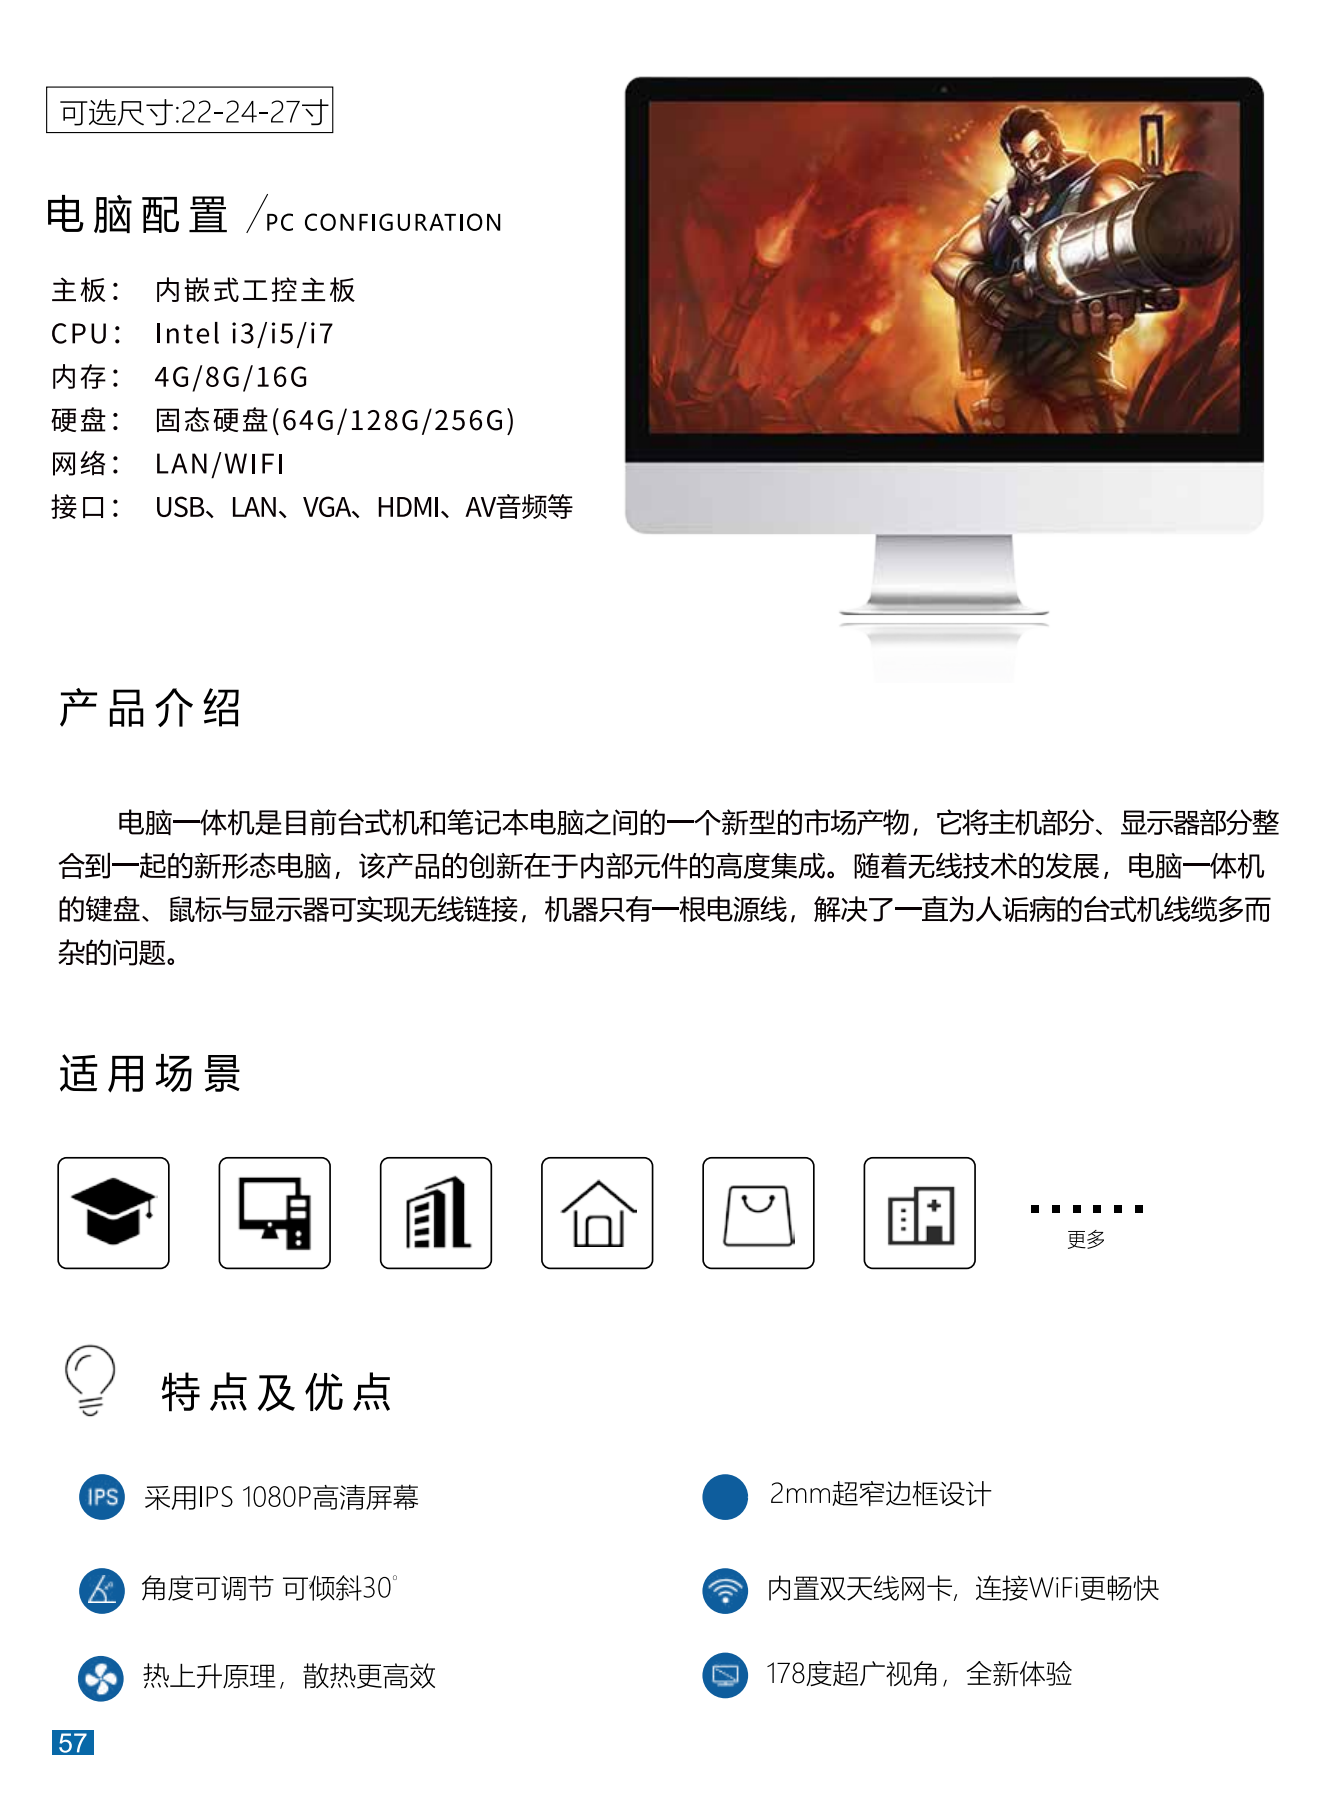 可选尺寸:22-24-27寸
电脑配置 /PC CONFIGURATION
主板： 内嵌式工控主板
CPU： Intel i3/i5/i7
内存： 4G/8G/16G
硬盘： 固态硬盘(64G/128G/256G)
网络： LAN/WIFI
接口： USB、LAN、VGA、HDMI、AV音频等
产品介绍
电脑一体机是目前台式机和笔记本电脑之间的一个新型的市场产物，它将主机部分、显示器部分整
合到一起的新形态电脑，该产品的创新在于内部元件的高度集成。随着无线技术的发展，电脑一体机
的键盘、鼠标与显示器可实现无线链接，机器只有一根电源线，解决了一直为人诟病的台式机线缆多而
杂的问题。
适用场景
更多
特点及优点
IPS 采用IPS 1080P高清屏幕
2mm超窄边框设计
角度可调节 可倾斜30°
内置双天线网卡，连接WiFi更畅快
热上升原理，散热更高效
178度超广视角，全新体验
57